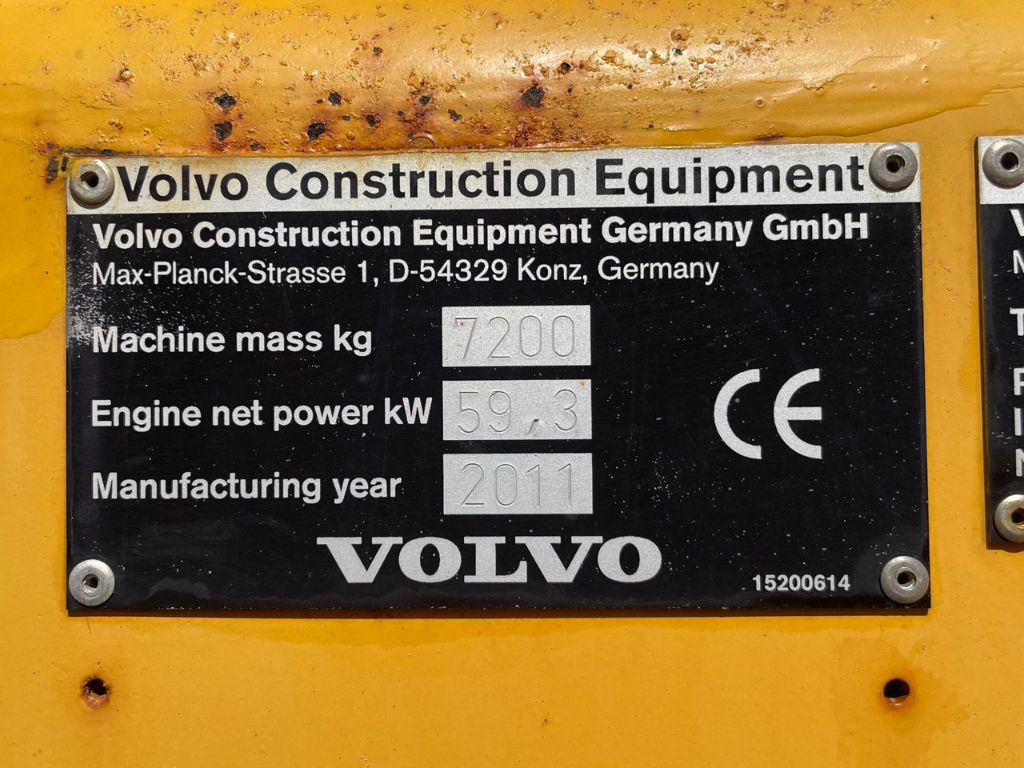 Volvo Construction Equipment
Volvo Construction Equipment Germany GmbH
Max-Planck-Strasse 1, D-54329 Konz, Germany
Machine mass kg 7200
Engine net power kW 59,3
Manufacturing year 2011
CE
VOLVO
15200614